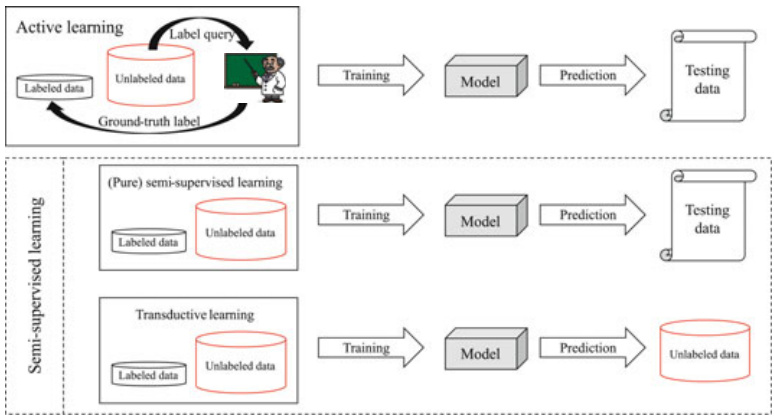 Active learning
Label query
Unlabeled data
Labeled data
Ground-truth label
Training
Model
Prediction
Testing
data
Semi-supervised learning
(Pure) semi-supervised learning
Unlabeled data
Labeled data
Training
Model
Prediction
Testing
data
Transductive learning
Unlabeled data
Labeled data
Training
Model
Prediction
Unlabeled data